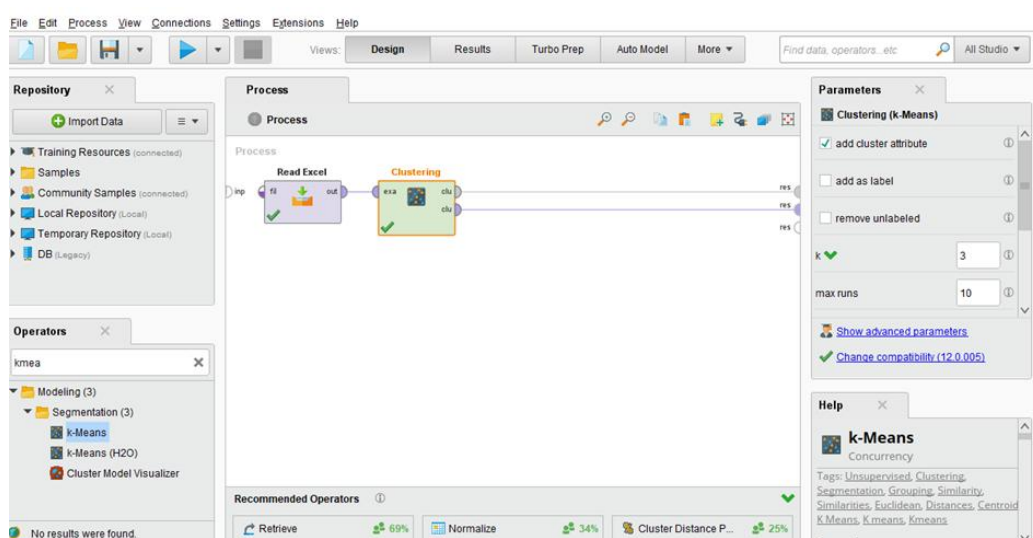 File Edit Process View Connections Settings Extensions Help
Views: Design Results Turbo Prep Auto Model More Find data, operators...etc All Studio
Repository
Import Data
Training Resources (connected)
Samples
Community Samples (connected)
Local Repository (Local)
Temporary Repository (Local)
DB (Legacy)
Operators
kmea
Modeling (3)
Segmentation (3)
k-Means
k-Means (H2O)
Cluster Model Visualizer
No results were found.
Process
Process
Process
Read Excel Clustering
inp fil out exa clu res
clu res
res
Recommended Operators
Retrieve 69% Normalize 34% Cluster Distance P... 25%
Parameters
Clustering (k-Means)
add cluster attribute
add as label
remove unlabeled
k 3
max runs 10
Show advanced parameters
Change compatibility (12.0.005)
Help
k-Means
Concurrency
Tags: Unsupervised, Clustering,
Segmentation, Grouping, Similarity,
Similarities, Euclidean, Distances, Centroid
K Means, K means, Kmeans